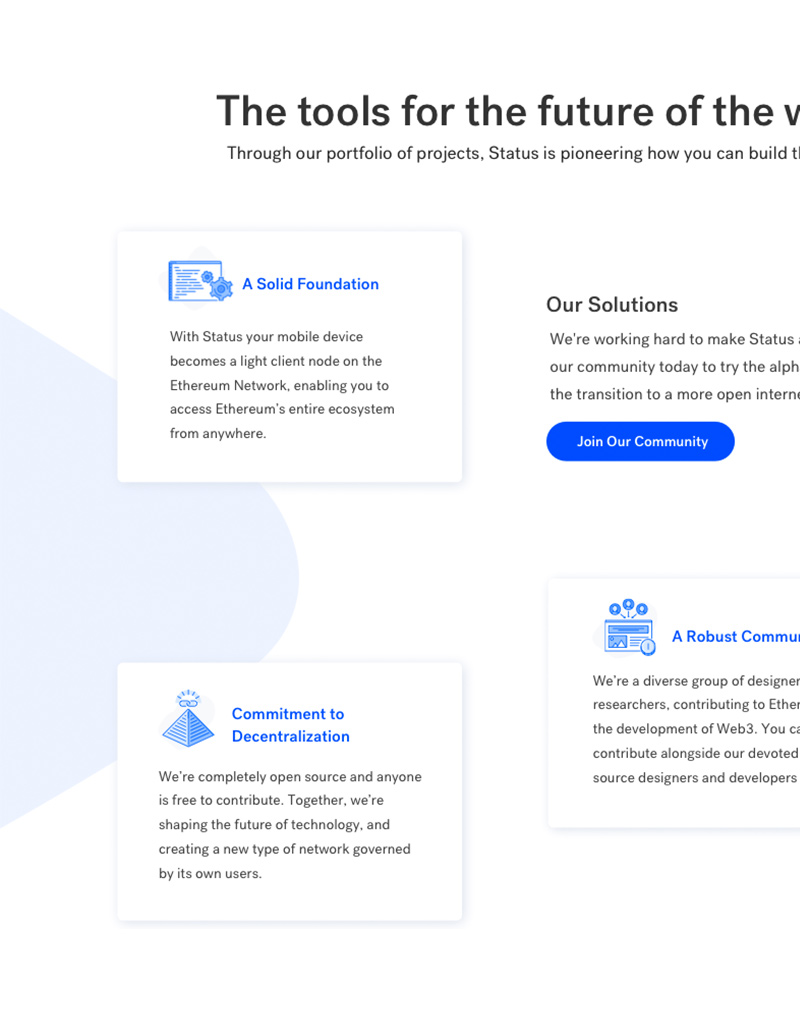 The tools for the future of the
Through our portfolio of projects, Status is pioneering how you can build
A Solid Foundation
With Status your mobile device
becomes a light client node on the
Ethereum Network, enabling you to
access Ethereum's entire ecosystem
from anywhere.
Our Solutions
We're working hard to make Status
our community today to try the
the transition to a more open
Join Our Community
Commitment to
Decentralization
We're completely open source and anyone
is free to contribute. Together, we're
shaping the future of technology, and
creating a new type of network governed
by its own users.
A Robust
We're a diverse group of
researchers, contributing to
the development of Web3. You
contribute alongside our devoted
source designers and developers